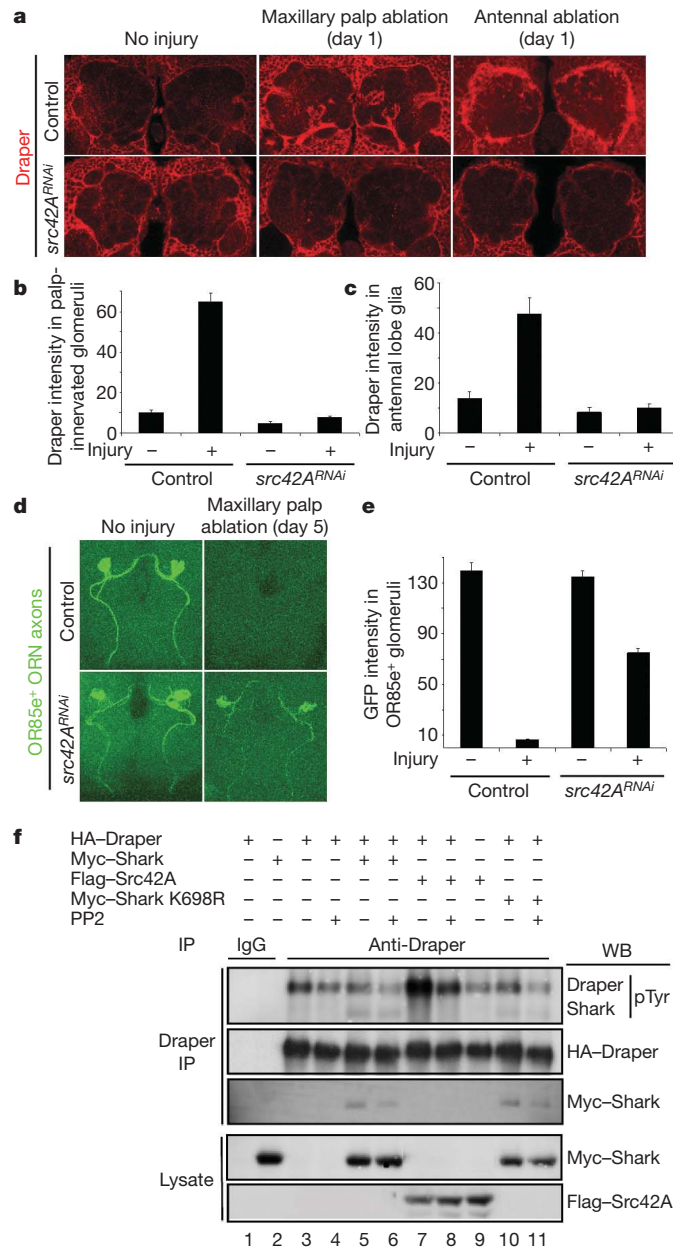 a
No injury
Maxillary palp ablation
(day 1)
Antennal ablation
(day 1)
Draper
Control
src42A^RNAi
b
Draper intensity in palp-
innervated glomeruli
80
60
40
20
0
Injury – + – +
Control src42A^RNAi
c
Draper intensity in
antennal lobe glia
60
40
20
0
Injury – + – +
Control src42A^RNAi
d
No injury
Maxillary palp
ablation (day 5)
OR85e+ ORN axons
Control
src42A^RNAi
e
GFP intensity in
OR85e+ glomeruli
130
90
50
10
Injury – + – +
Control src42A^RNAi
f
HA–Draper + – + + + + + + – + +
Myc–Shark – + – – + + – – – – –
Flag–Src42A – – – – – – + + + – –
Myc–Shark K698R – – – – – – – – – + +
PP2 – – – + – + – + – – +
IP IgG Anti-Draper WB
Draper
Shark
pTyr
Draper
IP
HA–Draper
Myc–Shark
Lysate
Myc–Shark
Flag–Src42A
1 2 3 4 5 6 7 8 9 10 11